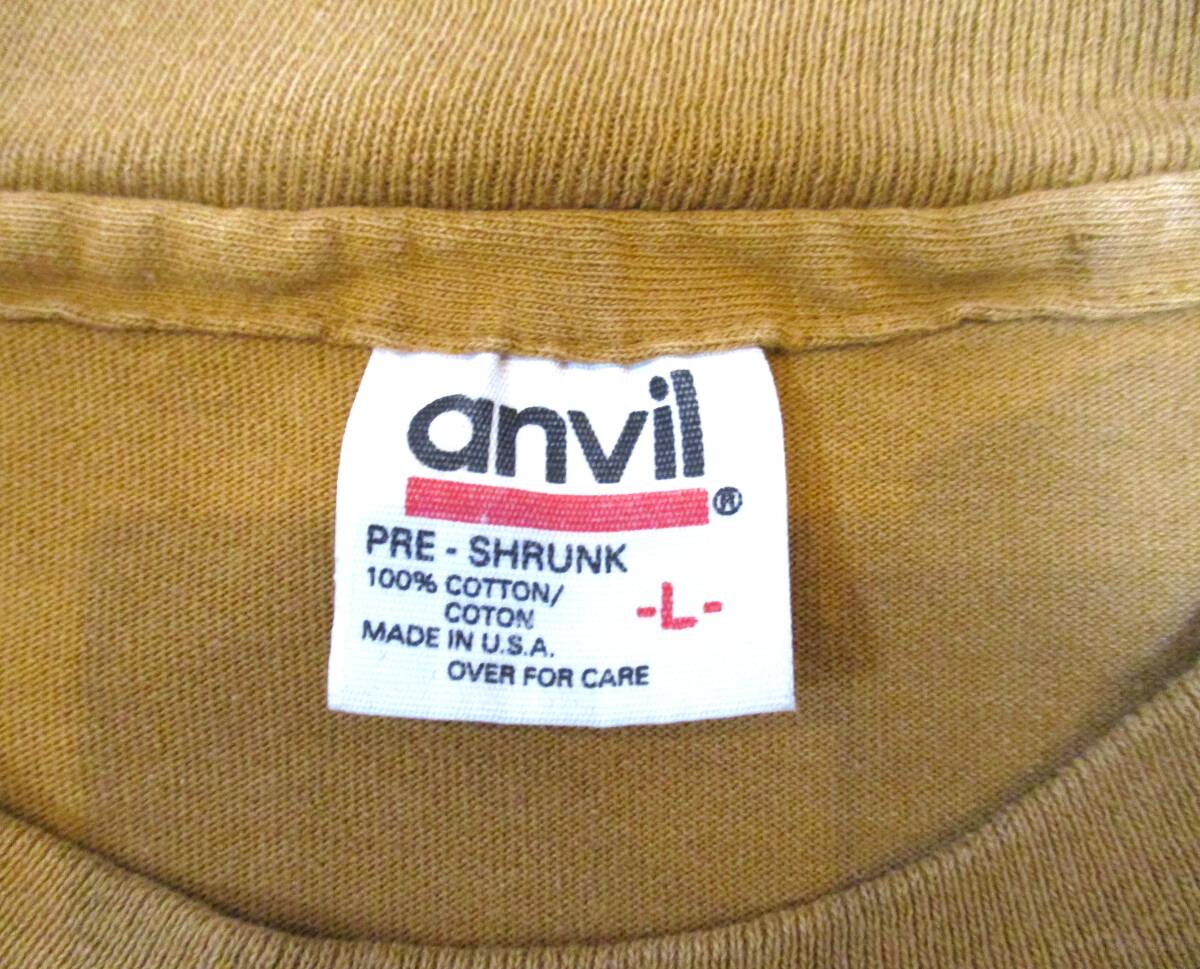 anvil®
PRE - SHRUNK
100% COTTON/
COTON
-L-
MADE IN U.S.A.
OVER FOR CARE